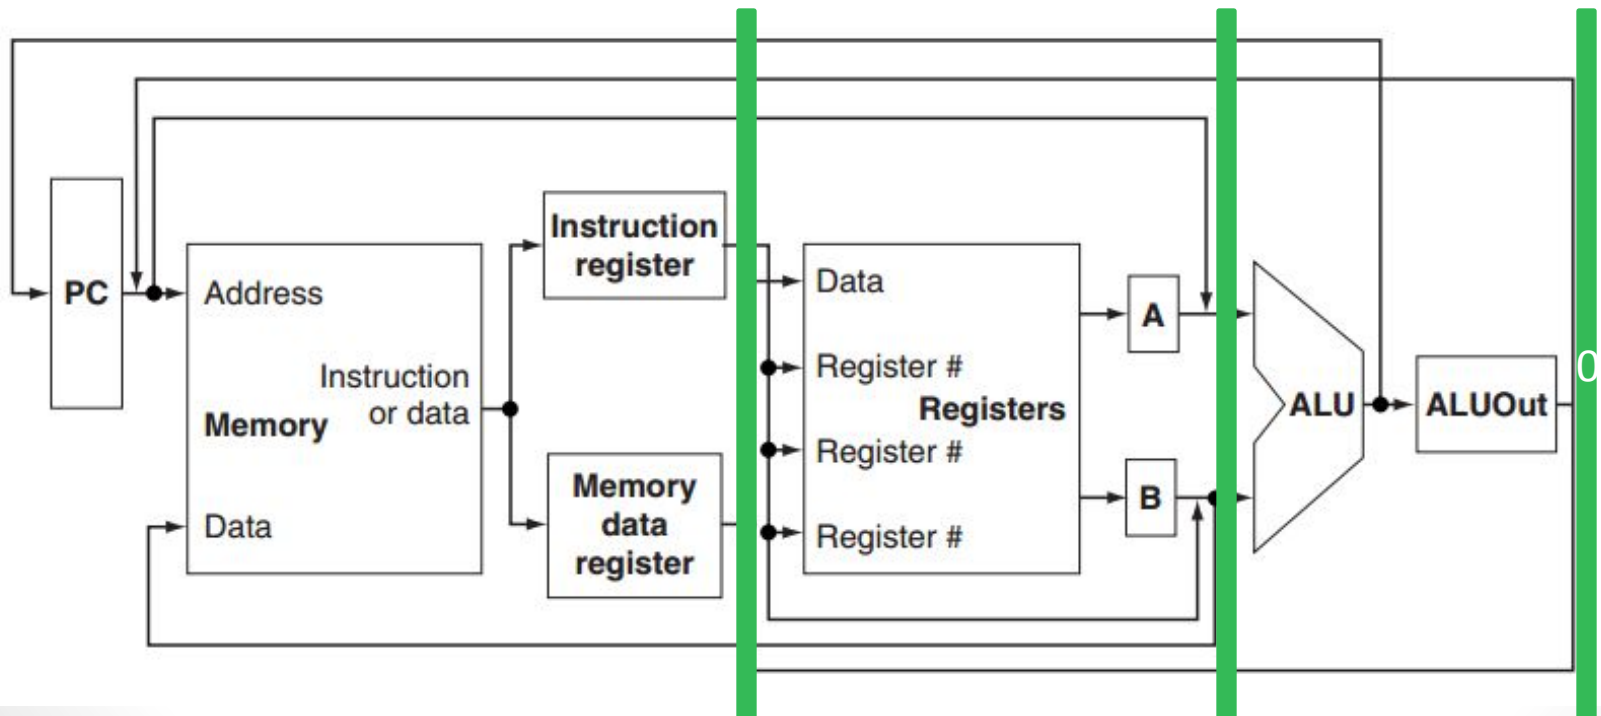 PC
Address
Instruction
or data
Memory
Data
Instruction
register
Memory
data
register
Data
Register #
Registers
Register #
Register #
A
B
ALU
ALUOut
0